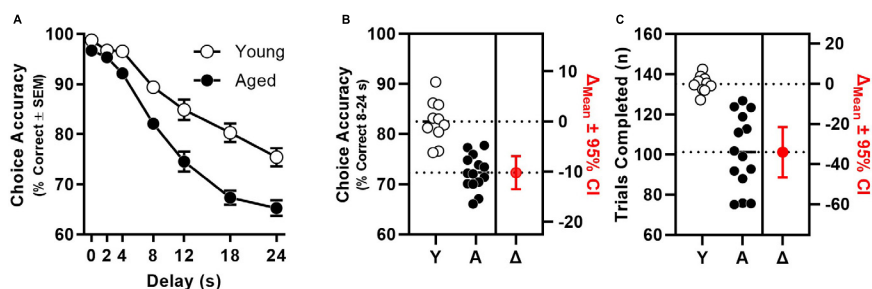 A
Choice Accuracy
(% Correct ± SEM)
100
90
80
70
60
Young
Aged
0 2 4 8 12 18 24
Delay (s)
B
Choice Accuracy
(% Correct 8-24 s)
100
90
80
70
60
10
0
-10
-20
ΔMean ± 95% CI
Y A Δ
C
Trials Completed (n)
160
140
120
100
80
60
20
0
-20
-40
-60
ΔMean ± 95% CI
Y A Δ